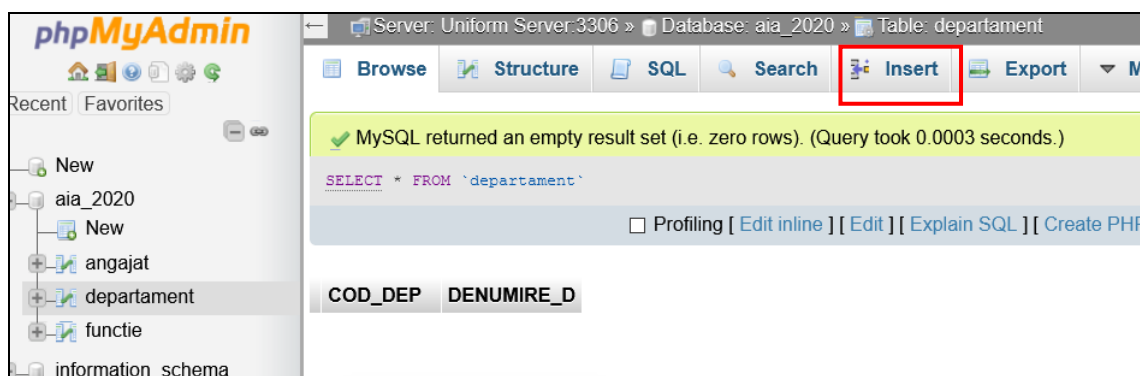 phpMyAdmin
Recent Favorites
New
aia_2020
New
angajat
departament
functie
information_schema
← Server: Uniform Server:3306 » Database: aia_2020 » Table: departament
Browse Structure SQL Search Insert Export M
MySQL returned an empty result set (i.e. zero rows). (Query took 0.0003 seconds.)
SELECT * FROM `departament`
Profiling [ Edit inline ] [ Edit ] [ Explain SQL ] [ Create PHP
COD_DEP DENUMIRE_D